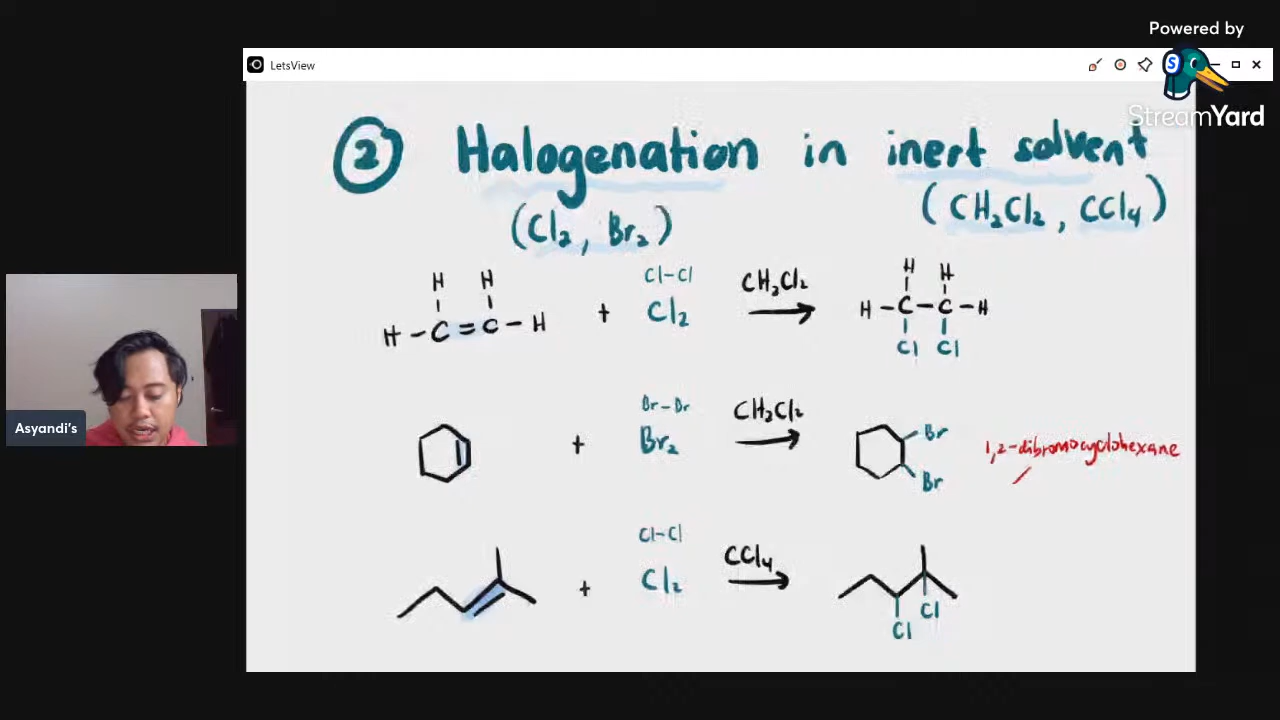 Powered by
StreamYard
LetsView
2 Halogenation in inert solvent
(Cl₂, Br₂) (CH₂Cl₂, CCl₄)
H H Cl-Cl CH₂Cl₂ H H
H - C = C - H + Cl₂ H - C - C - H
Cl Cl
Br-Br CH₂Cl₂
+ Br₂ Br
1,2-dibromocyclohexane
Br
Cl-Cl CCl₄
+ Cl₂ Cl
Cl
Asyandi's